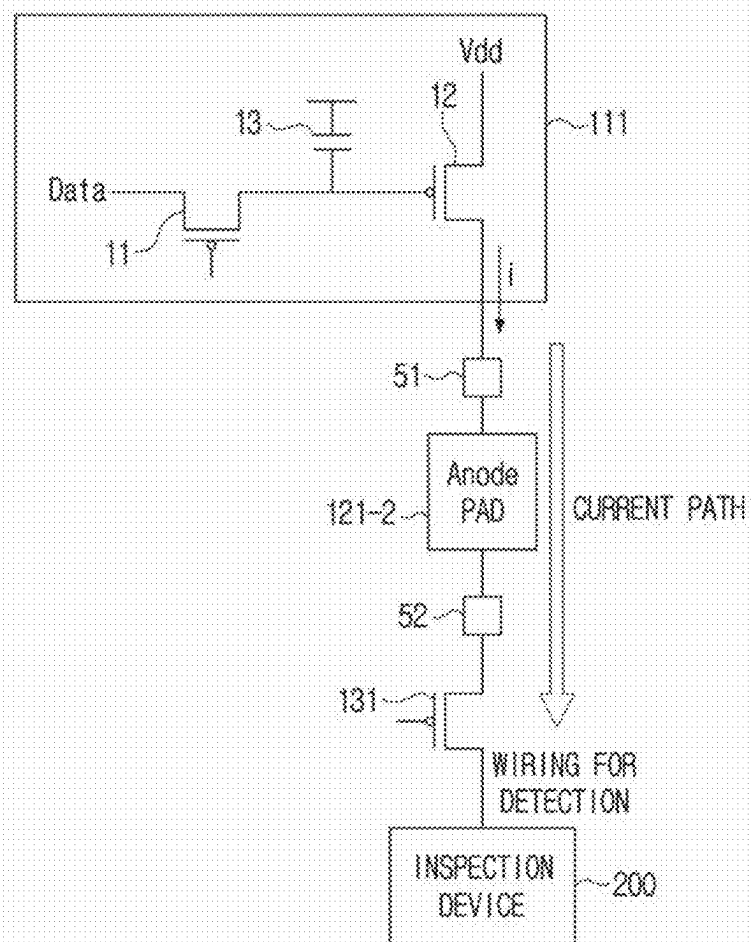 Vdd
12
13
111
Data
11
i
51
Anode
PAD
121-2
CURRENT PATH
52
131
WIRING FOR
DETECTION
INSPECTION
DEVICE
200